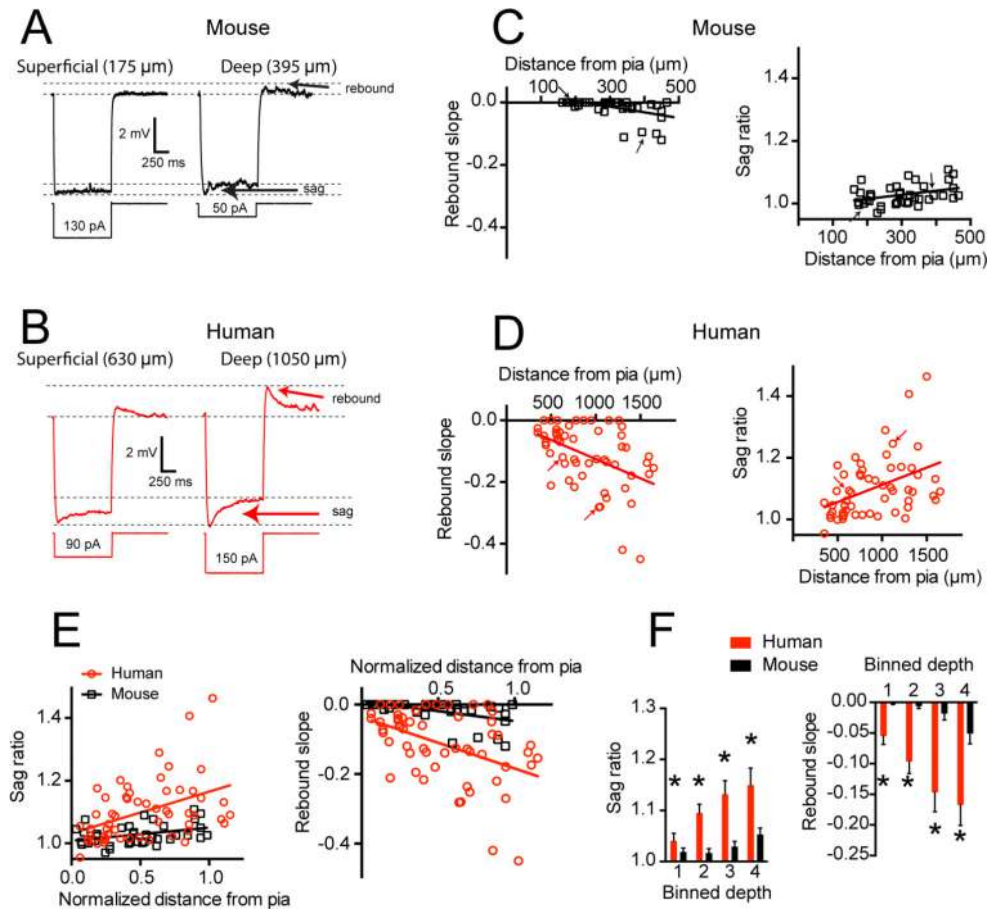 A
Mouse
Superficial (175 µm)
Deep (395 µm)
rebound
2 mV
250 ms
sag
130 pA
50 pA
C
Mouse
Distance from pia (µm)
100 300 500
0.0
-0.2
-0.4
Rebound slope
1.4
1.2
1.0
Sag ratio
100 300 500
Distance from pia (µm)
B
Human
Superficial (630 µm)
Deep (1050 µm)
rebound
2 mV
250 ms
sag
90 pA
150 pA
D
Human
Distance from pia (µm)
500 1000 1500
0.0
-0.2
-0.4
Rebound slope
1.4
1.2
1.0
Sag ratio
500 1000 1500
Distance from pia (µm)
E
Human
Mouse
1.4
1.2
1.0
Sag ratio
0.0 0.5 1.0
Normalized distance from pia
Normalized distance from pia
0.5 1.0
0.0
-0.2
-0.4
Rebound slope
F
Human
Mouse
1.3
1.2
1.1
1.0
Sag ratio
* * * *
1 2 3 4
Binned depth
Binned depth
1 2 3 4
0.00
-0.05
-0.10
-0.15
-0.20
-0.25
Rebound slope
* * * *